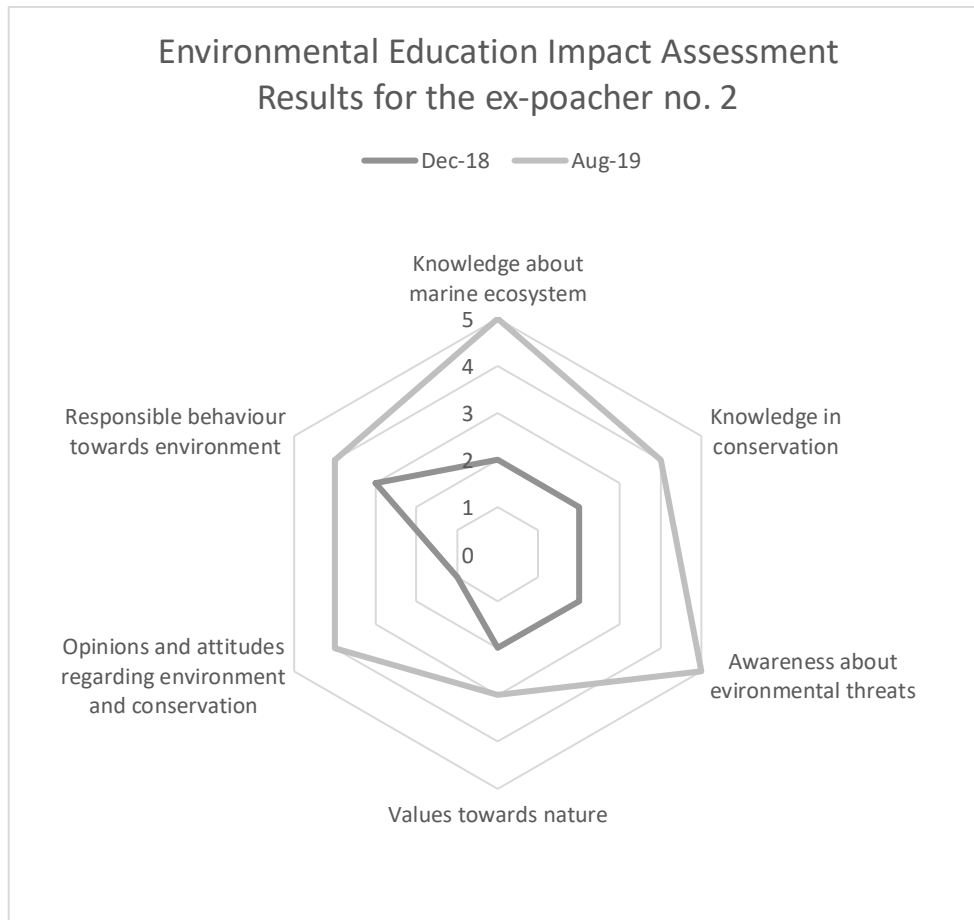 Environmental Education Impact Assessment
Results for the ex-poacher no. 2
Dec-18
Aug-19
Knowledge about
marine ecosystem
5
4
3
2
1
0
Knowledge in
conservation
Awareness about
evironmental threats
Values towards nature
Opinions and attitudes
regarding environment
and conservation
Responsible behaviour
towards environment